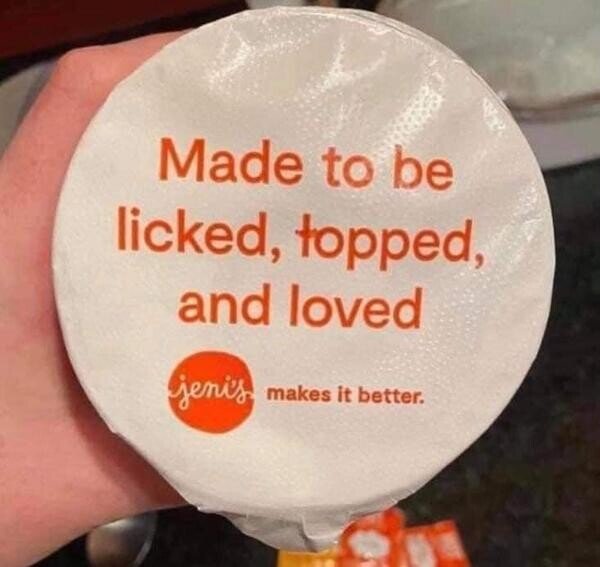 Made to be
licked, topped,
and loved
jeni's makes it better.